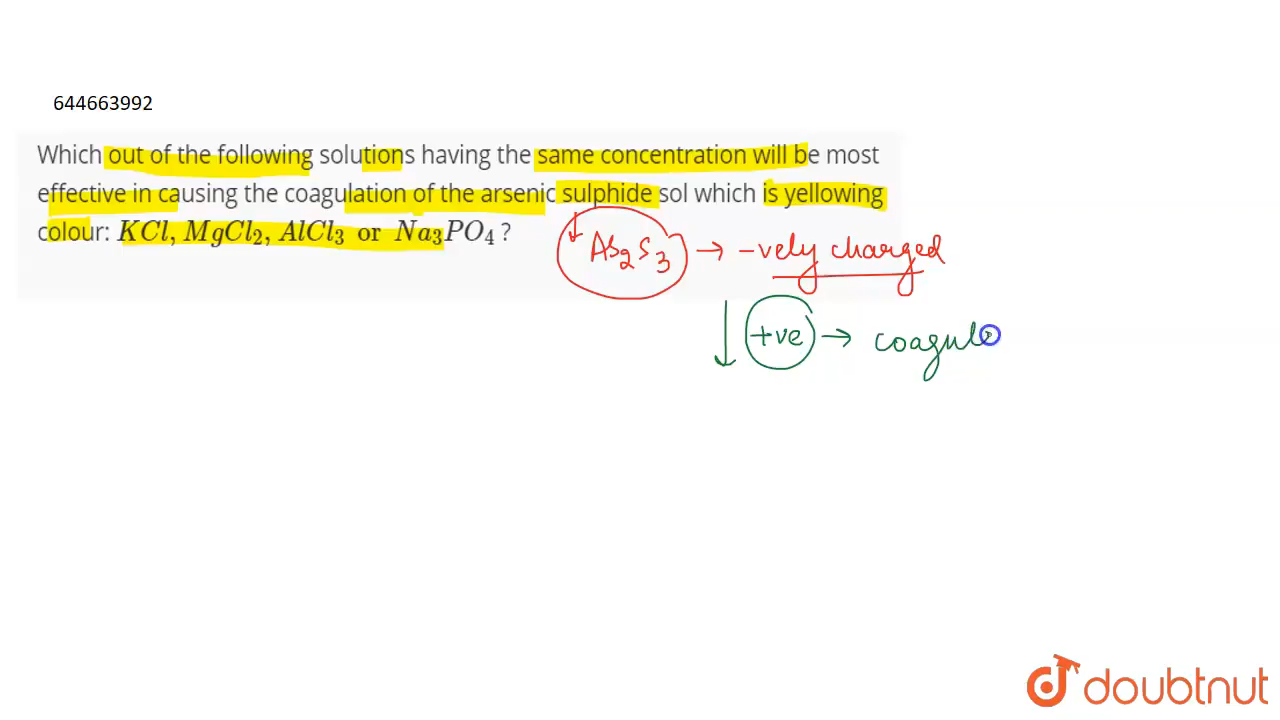 644663992
Which out of the following solutions having the same concentration will be most
effective in causing the coagulation of the arsenic sulphide sol which is yellowing
colour: KCl, MgCl₂, AlCl₃ or Na₃PO₄ ?
As₂S₃ → -vely charged
↓ +ve → coagul
doubtnut